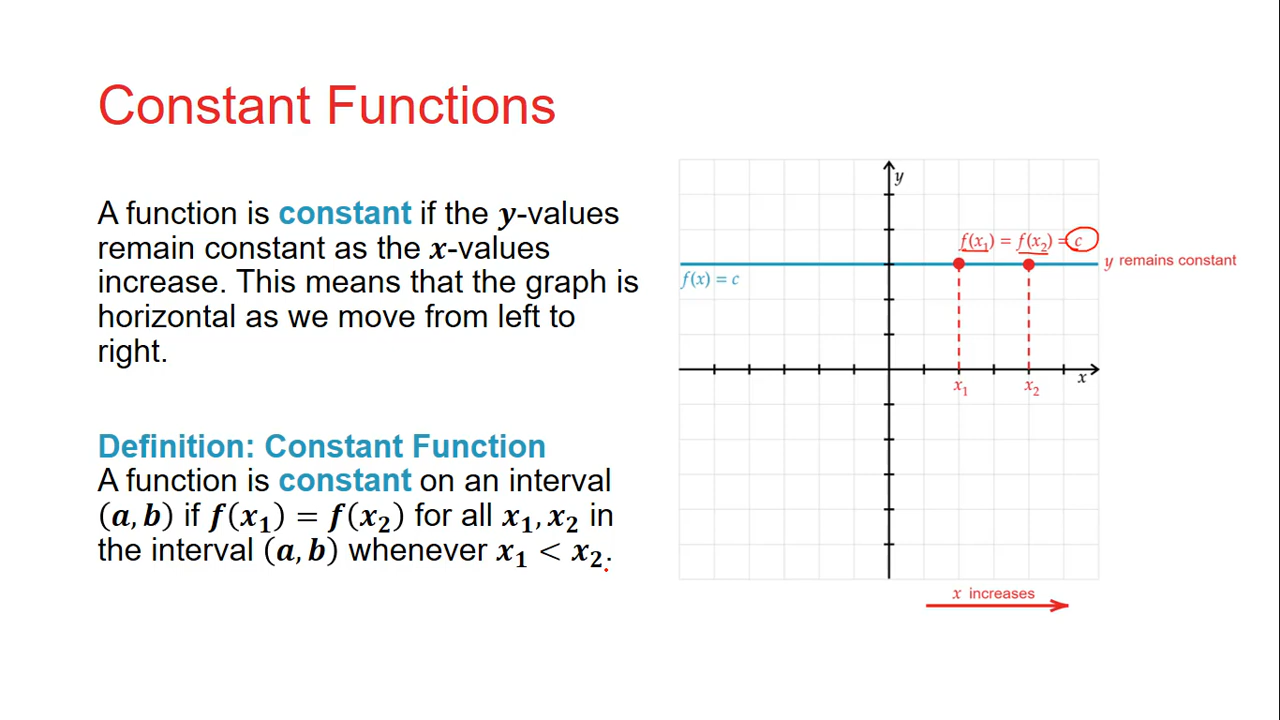 Constant Functions
A function is constant if the y-values
remain constant as the x-values
increase. This means that the graph is
horizontal as we move from left to
right.
Definition: Constant Function
A function is constant on an interval
(a, b) if f(x₁) = f(x₂) for all x₁, x₂ in
the interval (a, b) whenever x₁ < x₂.
y
f(x₁) = f(x₂) = c
y remains constant
f(x) = c
x
x₁
x₂
x increases